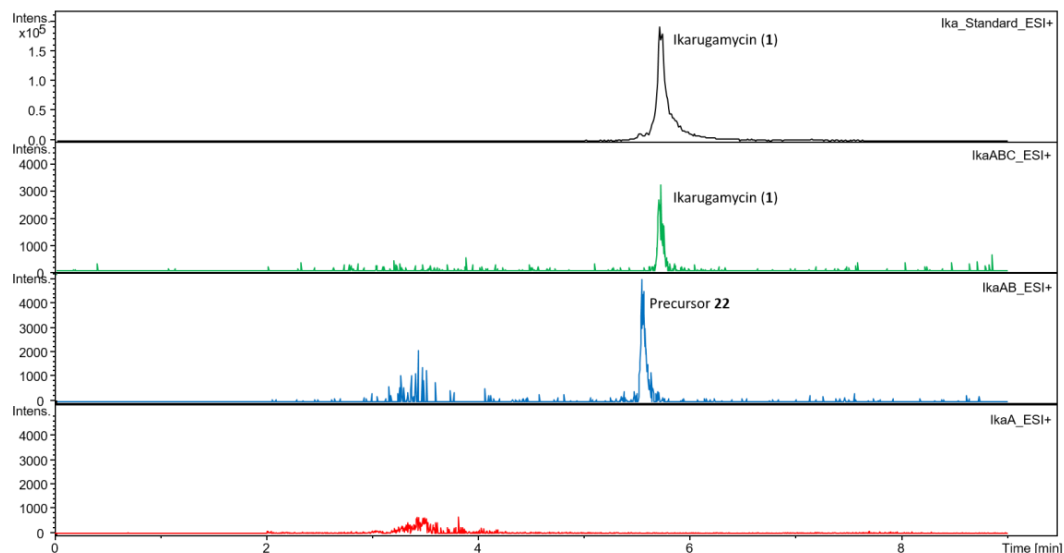 Intens.
x10⁵
Ika_Standard_ESI+
Ikarugamycin (1)
1.5
1.0
0.5
0.0
Intens.
IkaABC_ESI+
4000
Ikarugamycin (1)
3000
2000
1000
0
Intens.
IkaAB_ESI+
4000
Precursor 22
3000
2000
1000
0
Intens.
IkaA_ESI+
4000
3000
2000
1000
0
0 2 4 6 8 Time [min]